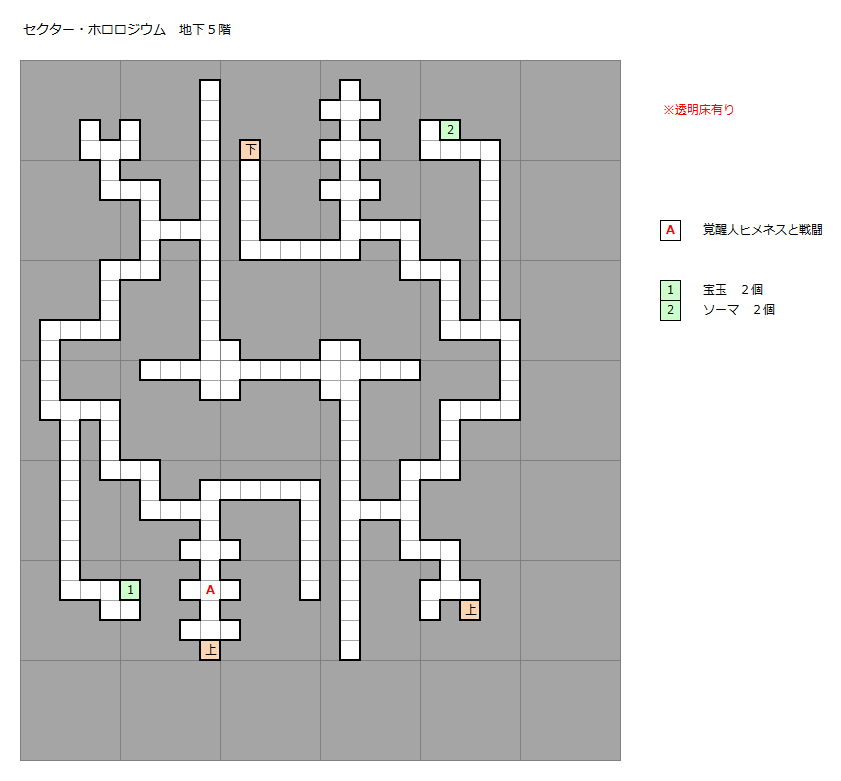 セクター・ホロロジウム　地下５階
※透明床有り
2
下
A 覚醒人ヒメネスと戦闘
1 宝玉　２個
2 ソーマ　２個
1
A
上
上